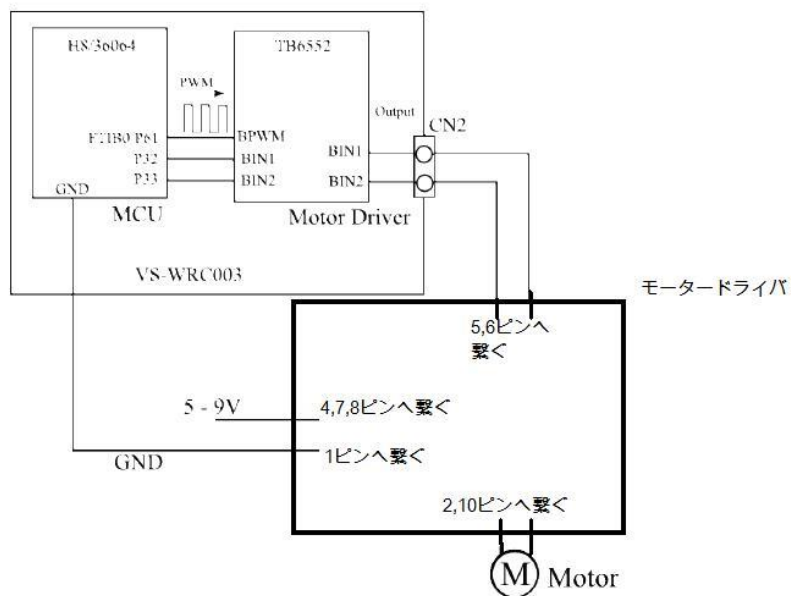 H8/36064
TB6552
PWM
Output
CN2
FTIB0 P61
BPWM
BIN1
P32
BIN1
P33
BIN2
BIN2
GND
MCU
Motor Driver
VS-WRC003
モータードライバ
5,6ピンへ
繋ぐ
5 - 9V
4,7,8ピンへ繋ぐ
GND
1ピンへ繋ぐ
2,10ピンへ繋ぐ
M
Motor